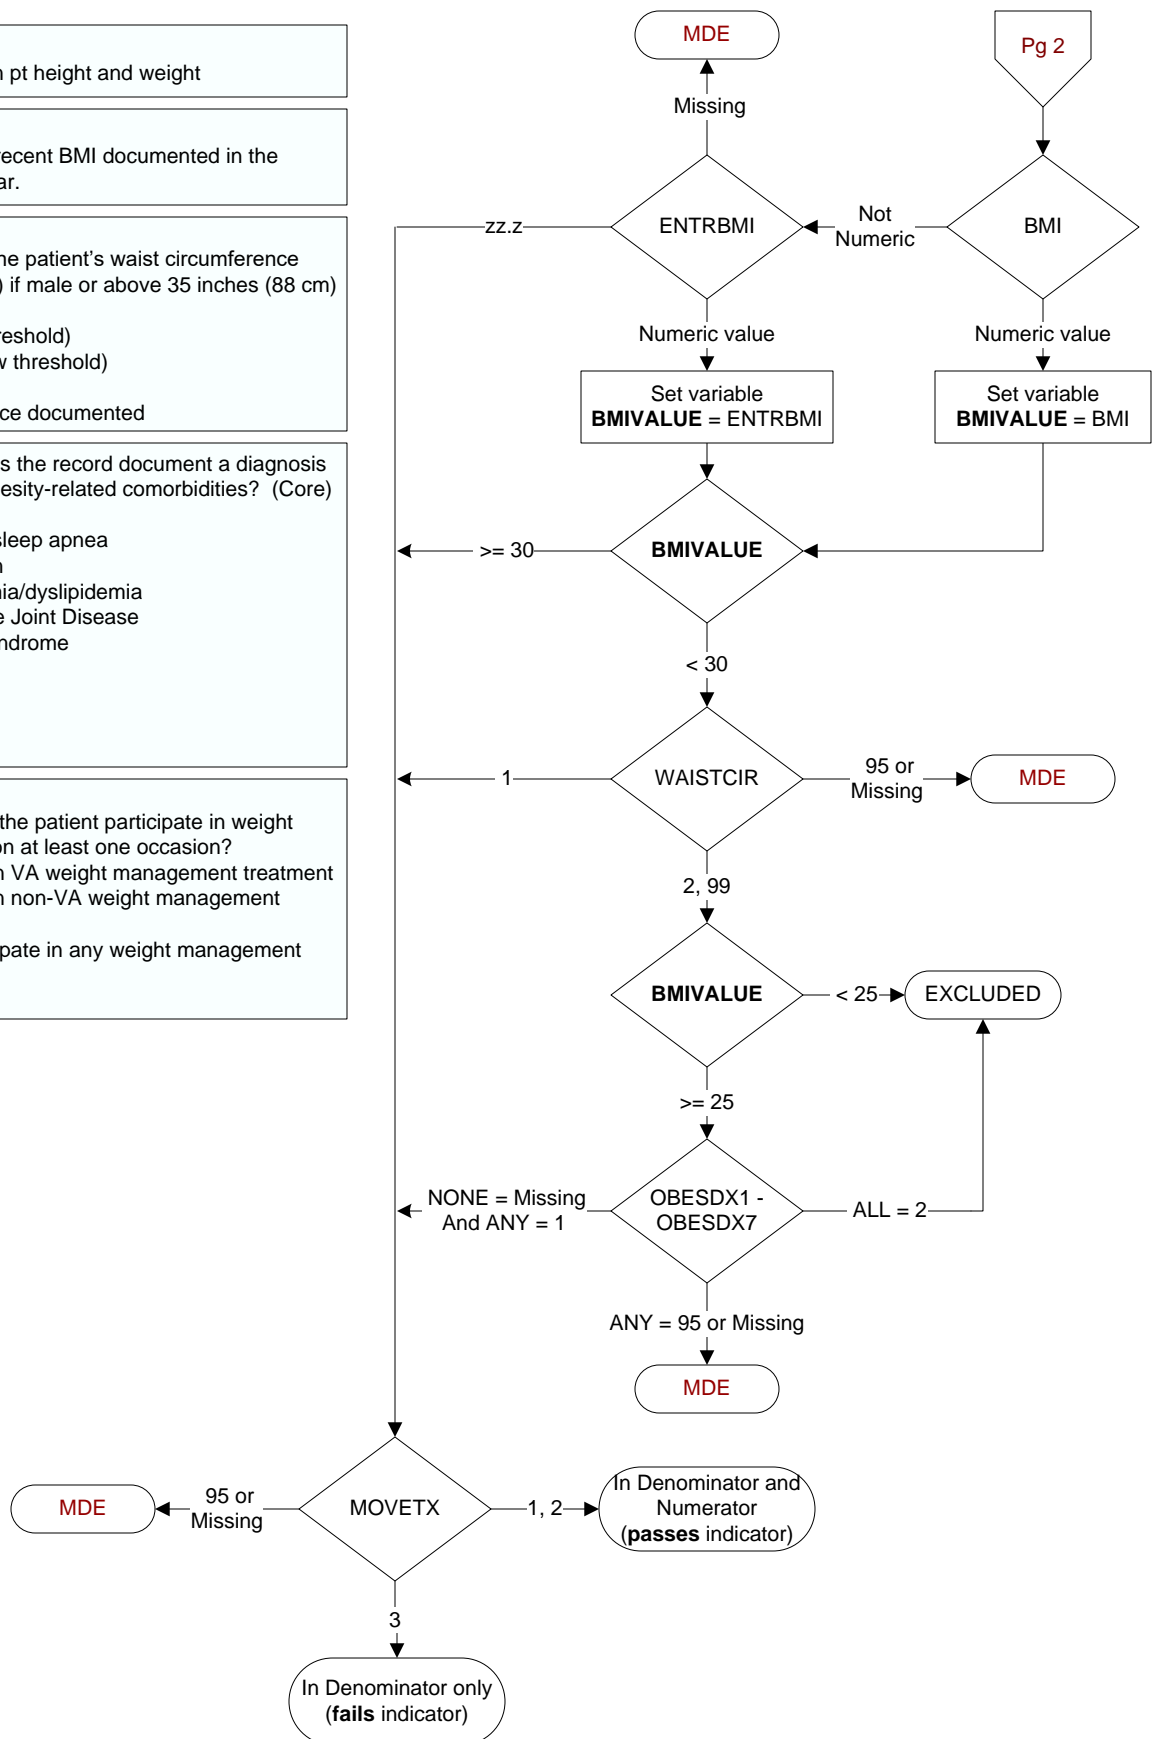 n pt height and weight
recent BMI documented in the
ar.
he patient's waist circumference
) if male or above 35 inches (88 cm)
reshold)
w threshold)
ce documented
s the record document a diagnosis
esity-related comorbidities?  (Core)
sleep apnea
n
nia/dyslipidemia
e Joint Disease
ndrome
the patient participate in weight
on at least one occasion?
n VA weight management treatment
n non-VA weight management
ipate in any weight management
MDE
Pg 2
Missing
zz.z
ENTRBMI
Not
Numeric
BMI
Numeric value
Numeric value
Set variable
BMIVALUE = ENTRBMI
Set variable
BMIVALUE = BMI
>= 30
BMIVALUE
< 30
1
WAISTCIR
95 or
Missing
MDE
2, 99
BMIVALUE
< 25
EXCLUDED
>= 25
NONE = Missing
And ANY = 1
OBESDX1 -
OBESDX7
ALL = 2
ANY = 95 or Missing
MDE
MDE
95 or
Missing
MOVETX
1, 2
In Denominator and
Numerator
(passes indicator)
3
In Denominator only
(fails indicator)